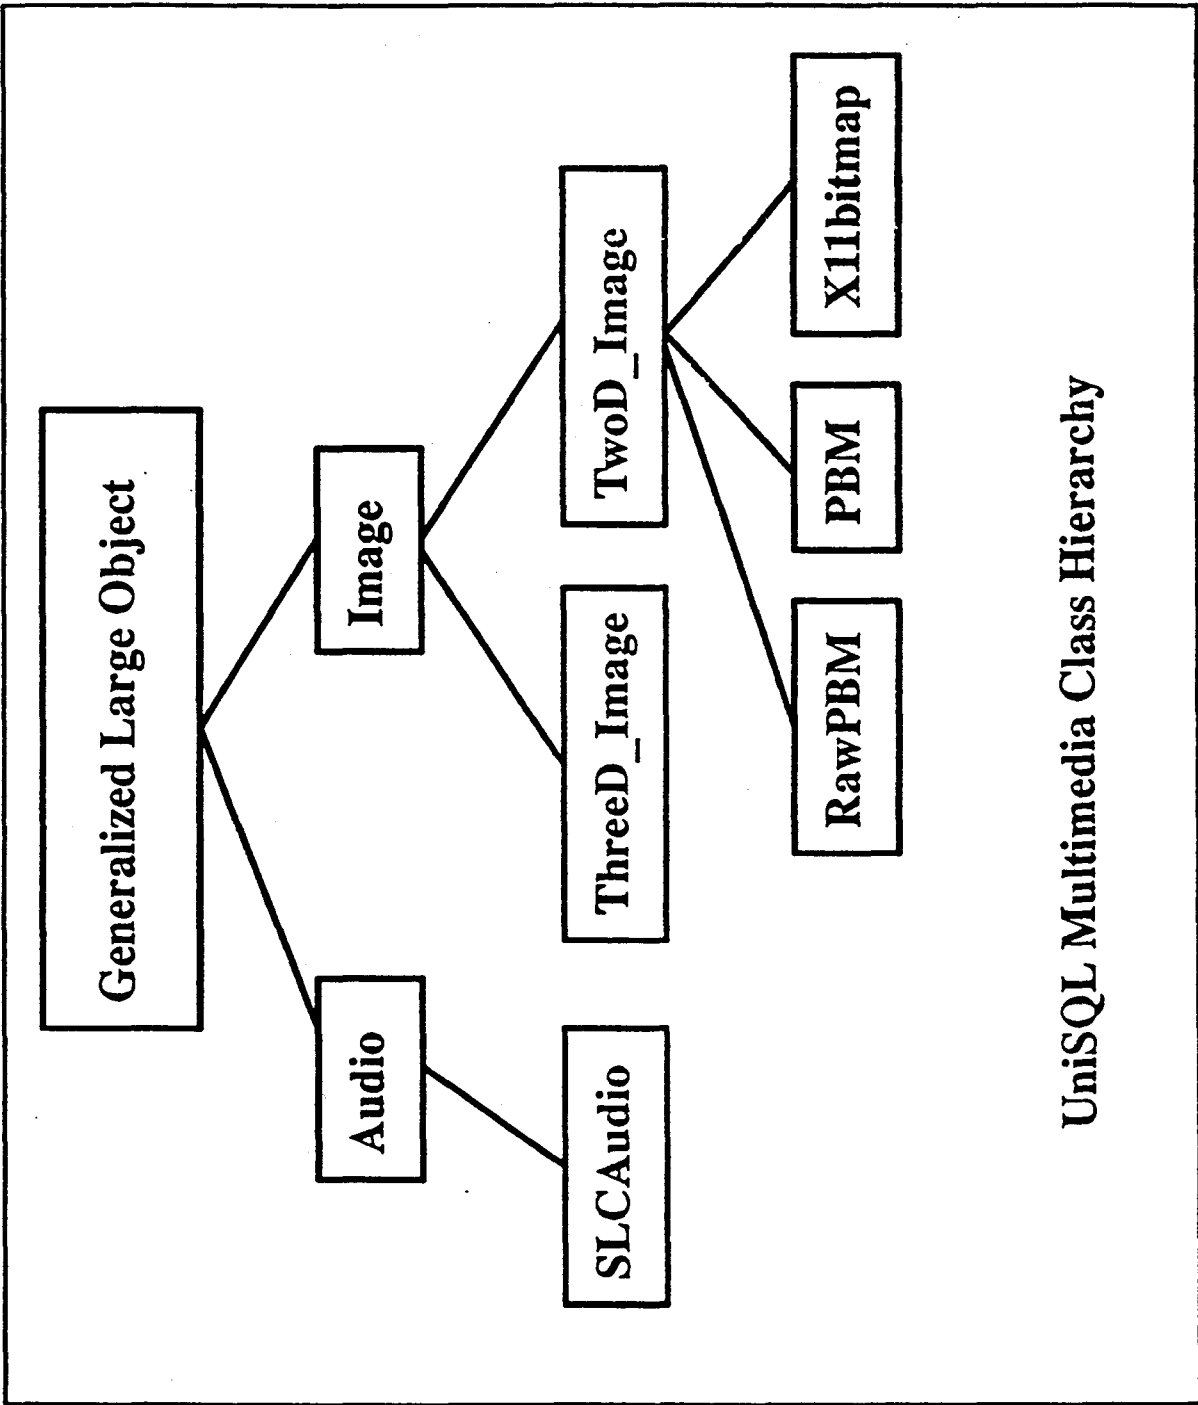 Generalized Large Object
Audio
Image
SLCAudio
ThreeD_Image
TwoD_Image
RawPBM
PBM
X11bitmap
UniSQL Multimedia Class Hierarchy